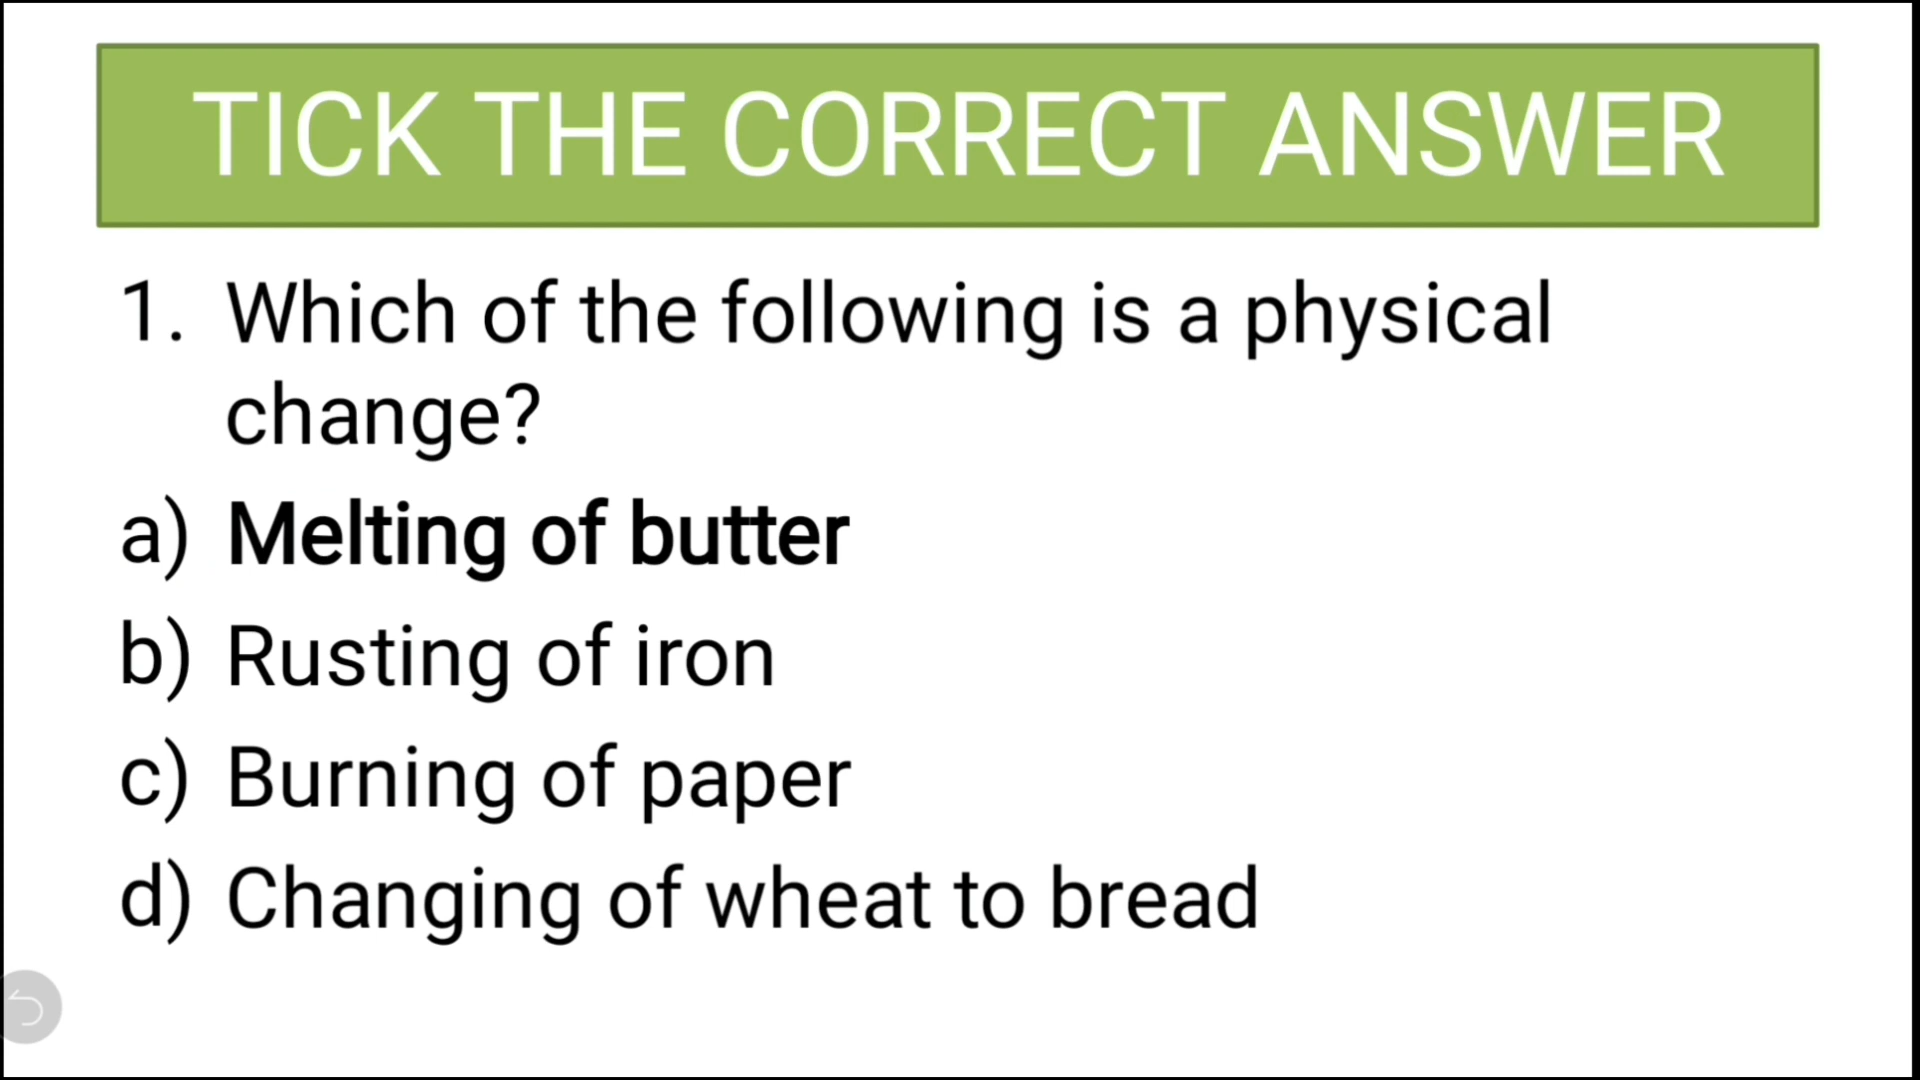 TICK THE CORRECT ANSWER
1. Which of the following is a physical
change?
a) Melting of butter
b) Rusting of iron
c) Burning of paper
d) Changing of wheat to bread